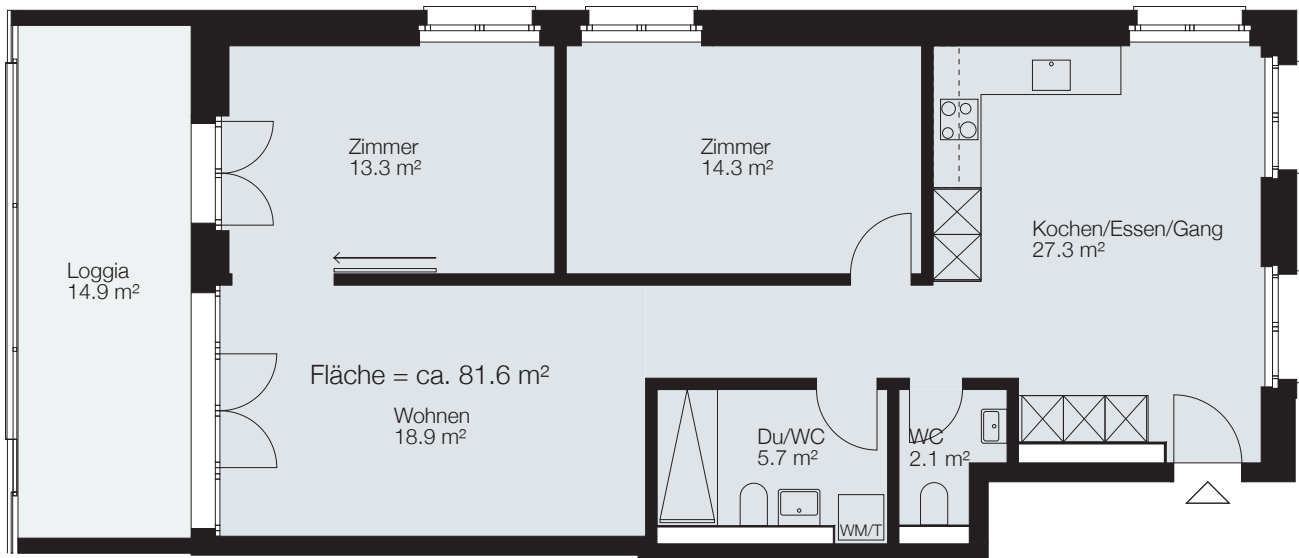 Zimmer
13.3 m²
Zimmer
14.3 m²
Kochen/Essen/Gang
27.3 m²
Loggia
14.9 m²
Fläche = ca. 81.6 m²
Wohnen
18.9 m²
Du/WC
5.7 m²
WC
2.1 m²
WM/T